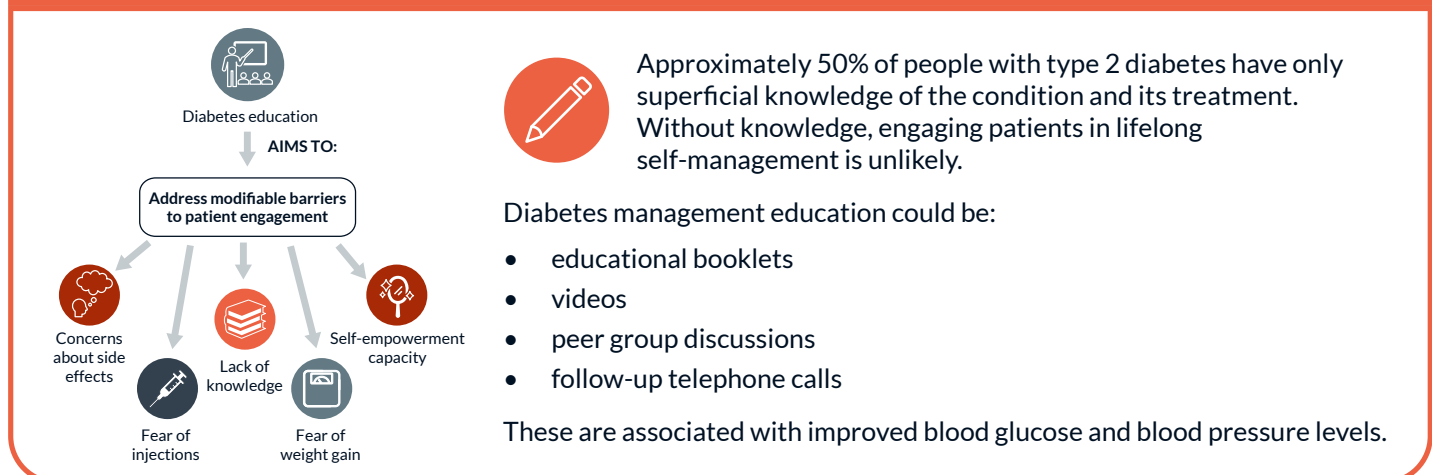 Diabetes education
AIMS TO:
Address modifiable barriers
to patient engagement
Concerns
about side
effects
Fear of
injections
Lack of
knowledge
Fear of
weight gain
Self-empowerment
capacity
Approximately 50% of people with type 2 diabetes have only
superficial knowledge of the condition and its treatment.
Without knowledge, engaging patients in lifelong
self-management is unlikely.
Diabetes management education could be:
• educational booklets
• videos
• peer group discussions
• follow-up telephone calls
These are associated with improved blood glucose and blood pressure levels.